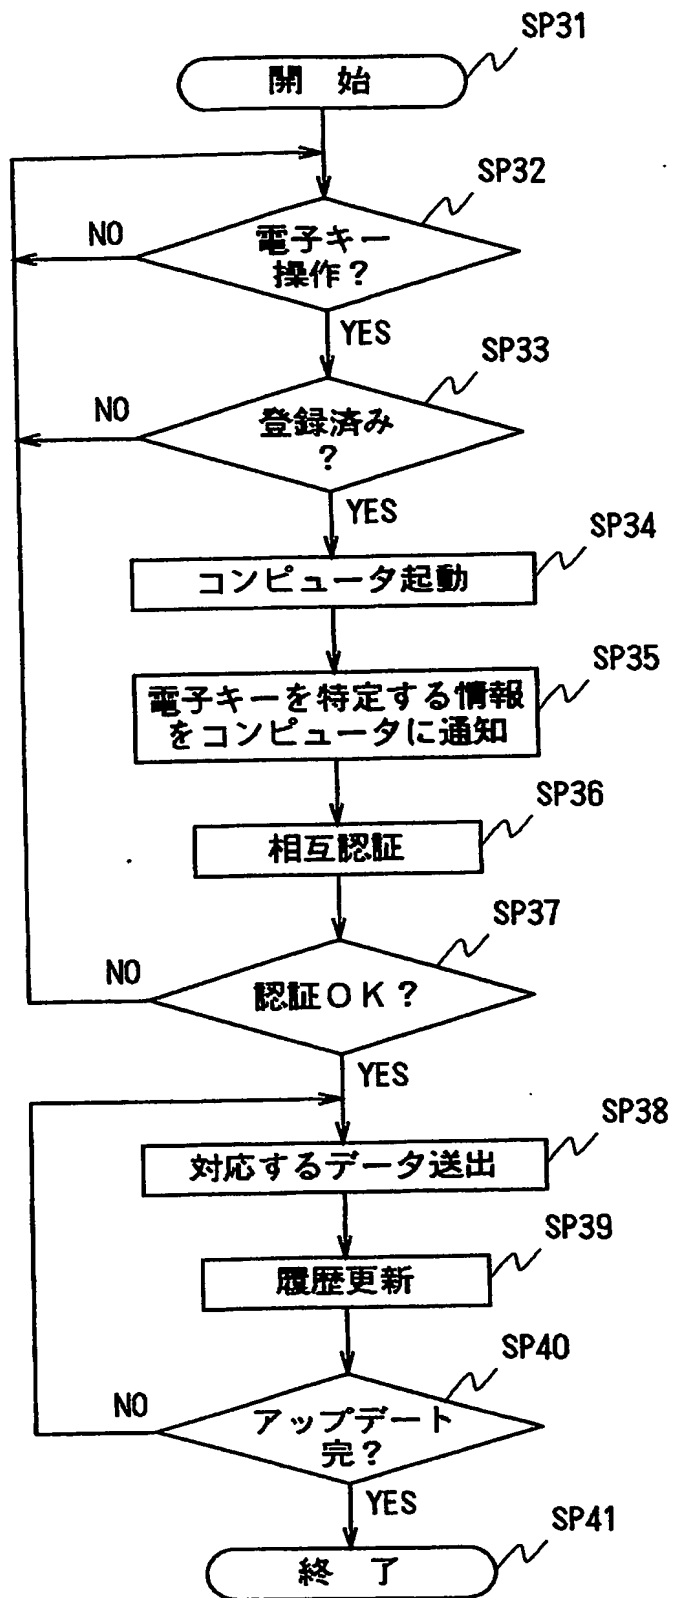 SP31
開 始
SP32
電子キー
操作？
NO
YES
SP33
登録済み
？
NO
YES
SP34
コンピュータ起動
SP35
電子キーを特定する情報
をコンピュータに通知
SP36
相互認証
SP37
認証OK？
NO
YES
SP38
対応するデータ送出
SP39
履歴更新
SP40
アップデート
完？
NO
YES
SP41
終 了